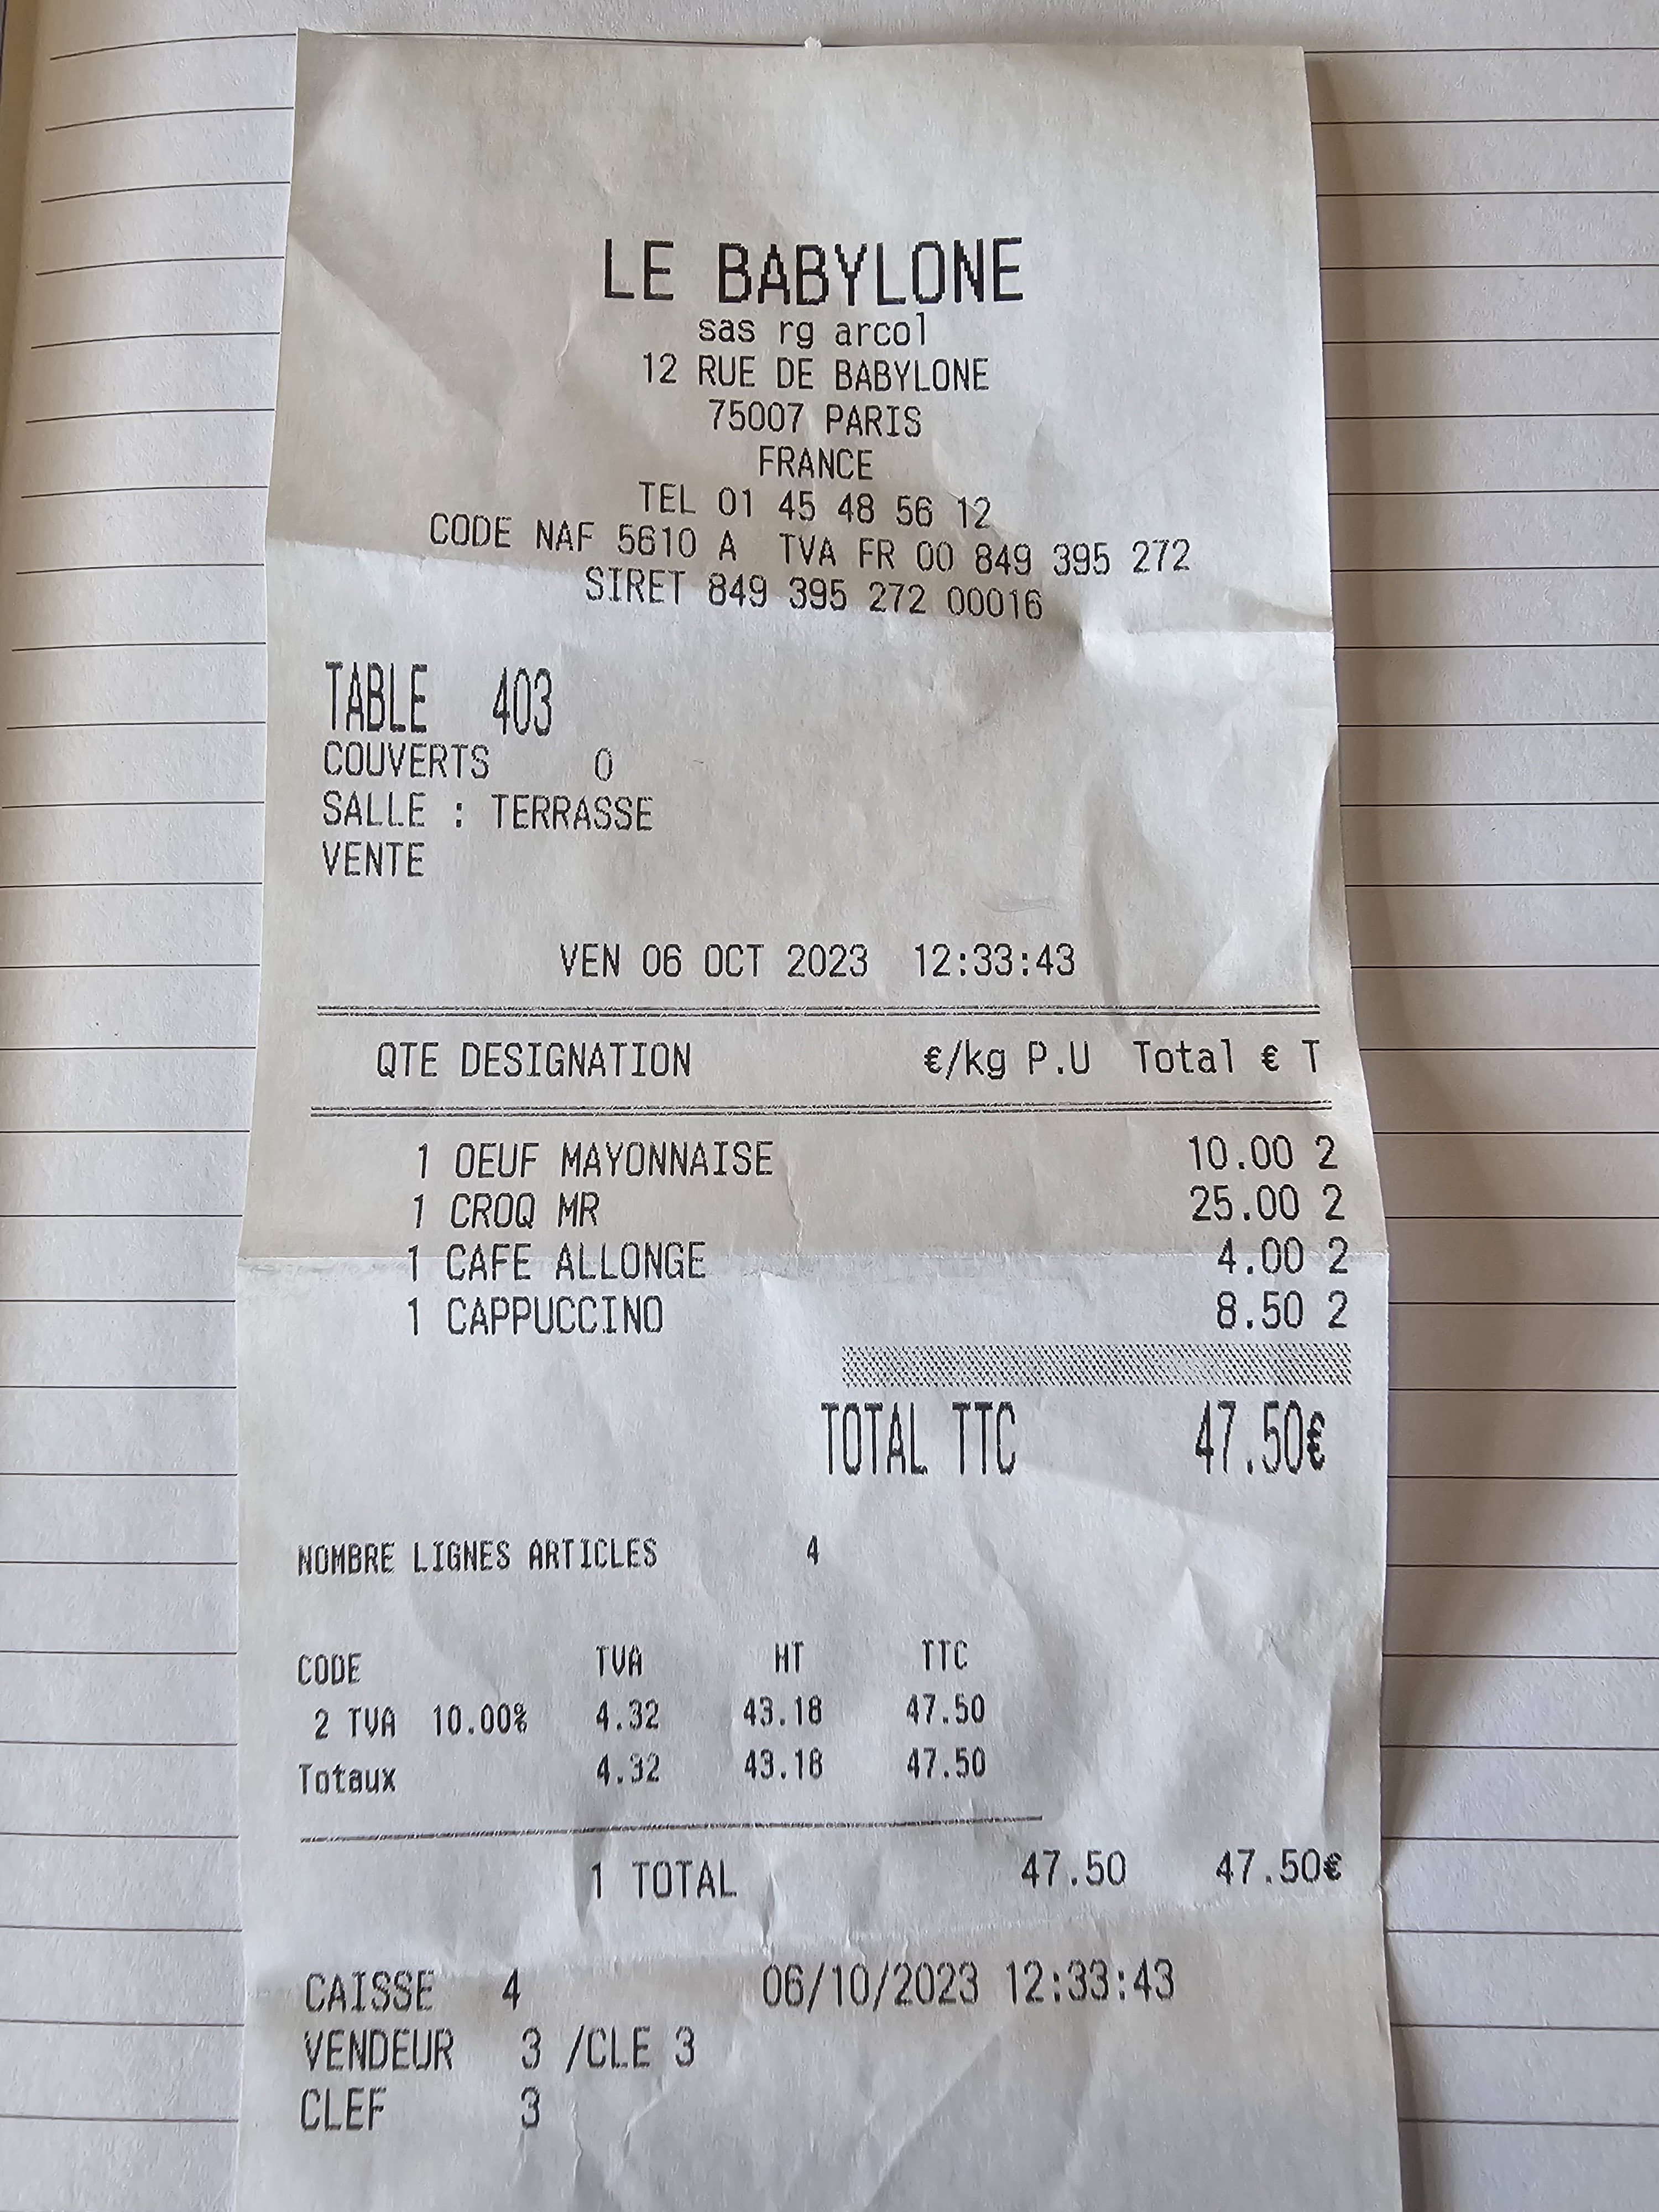 LE BABYLONE
sas rg arcol
12 RUE DE BABYLONE
75007 PARIS
FRANCE
TEL 01 45 48 56 12
CODE NAF 5610 A TVA FR 00 849 395 272
SIRET 849 395 272 00016
TABLE 403
COUVERTS 0
SALLE : TERRASSE
VENTE
VEN 06 OCT 2023 12:33:43
QTE DESIGNATION €/kg P.U Total € T
1 OEUF MAYONNAISE 10.00 2
1 CROQ MR 25.00 2
1 CAFE ALLONGE 4.00 2
1 CAPPUCCINO 8.50 2
TOTAL TTC 47.50€
NOMBRE LIGNES ARTICLES 4
CODE TVA HT TTC
2 TVA 10.00% 4.32 43.18 47.50
Totaux 4.32 43.18 47.50
1 TOTAL 47.50 47.50€
CAISSE 4 06/10/2023 12:33:43
VENDEUR 3 /CLE 3
CLEF 3